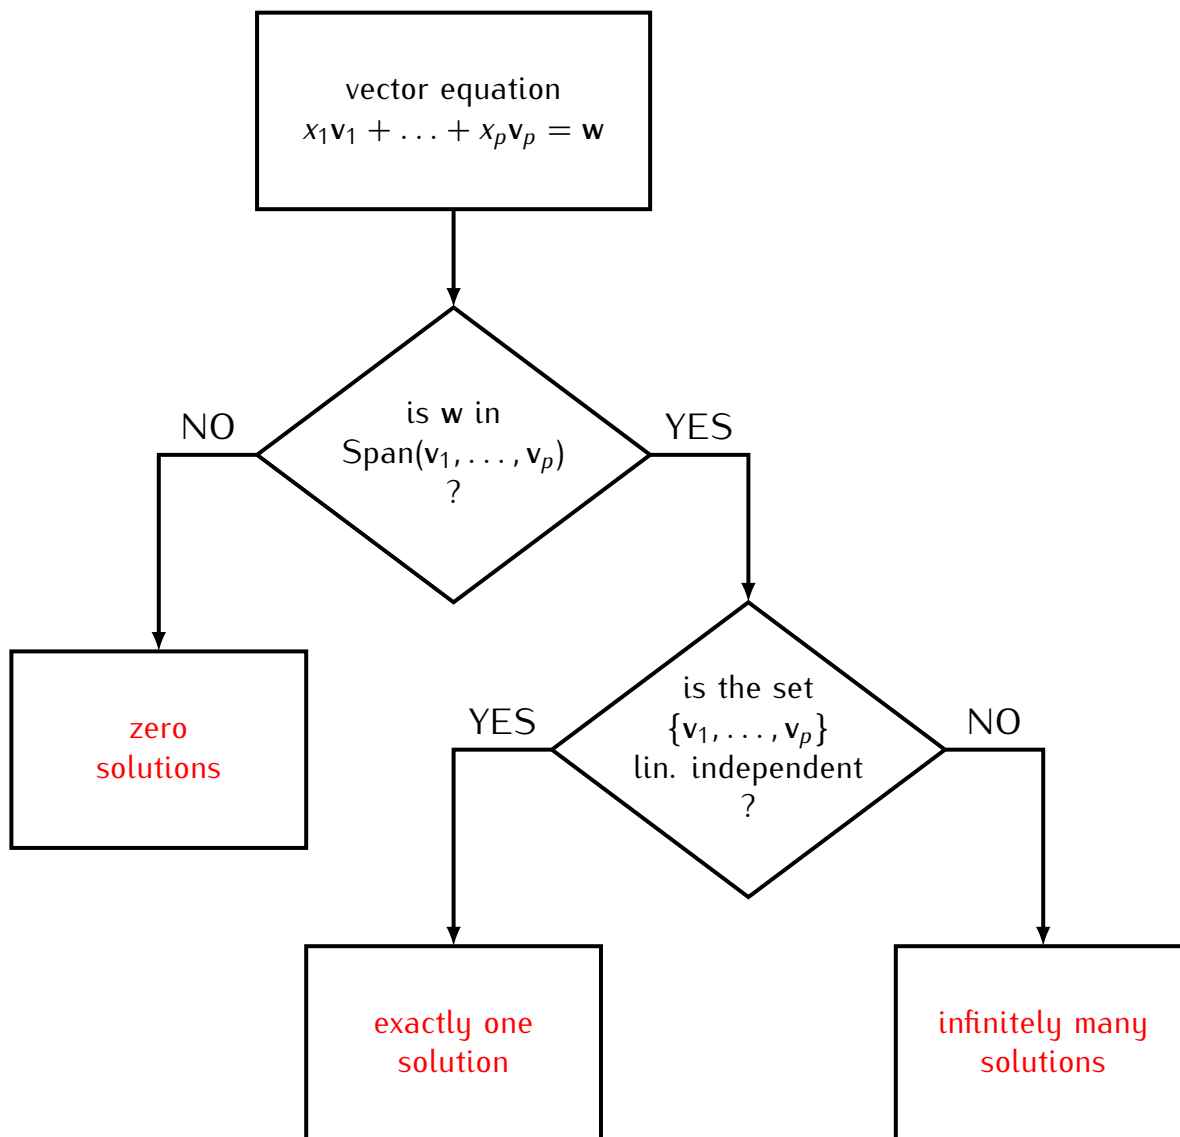 vector equation
x₁v₁ + . . . + xₚvₚ = w
NO
is w in
Span(v₁, . . . , vₚ)
?
YES
zero
solutions
YES
is the set
{v₁, . . . , vₚ}
lin. independent
?
NO
exactly one
solution
infinitely many
solutions